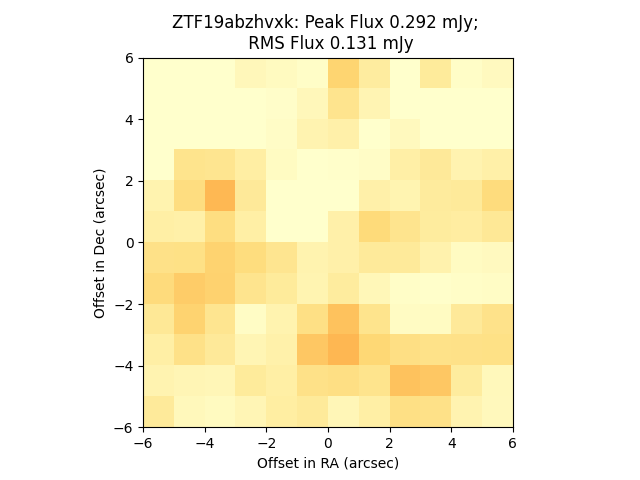 ZTF19abzhvxk: Peak Flux 0.292 mJy;
RMS Flux 0.131 mJy
6
4
2
0
−2
−4
−6
Offset in Dec (arcsec)
−6 −4 −2 0 2 4 6
Offset in RA (arcsec)